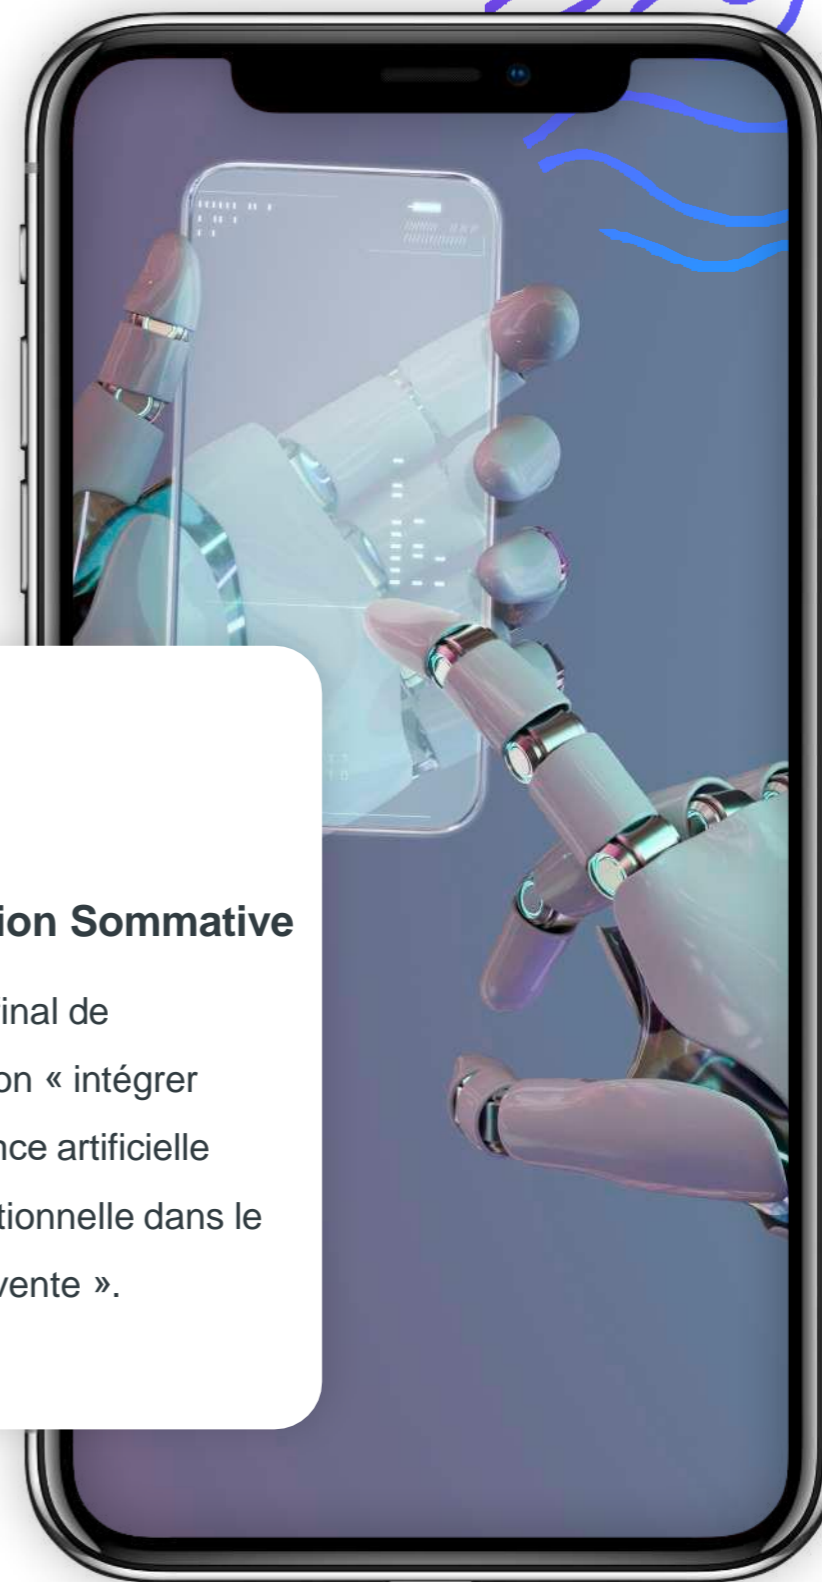 ion Sommative
inal de
on « intégrer
nce artificielle
tionnelle dans le
vente ».